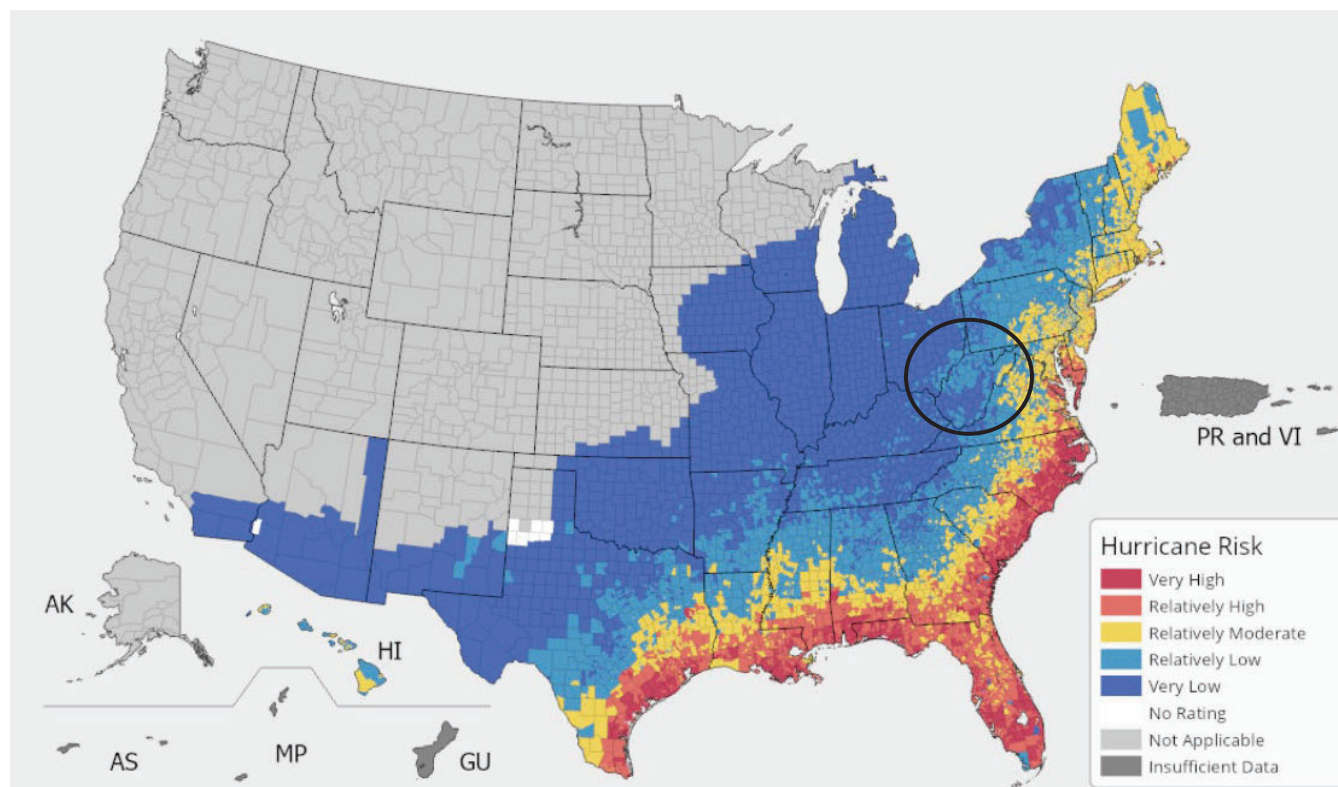 PR and VI
AK
HI
AS
MP
GU
Hurricane Risk
Very High
Relatively High
Relatively Moderate
Relatively Low
Very Low
No Rating
Not Applicable
Insufficient Data